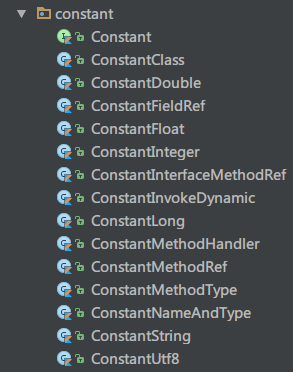 constant
Constant
ConstantClass
ConstantDouble
ConstantFieldRef
ConstantFloat
ConstantInteger
ConstantInterfaceMethodRef
ConstantInvokeDynamic
ConstantLong
ConstantMethodHandler
ConstantMethodRef
ConstantMethodType
ConstantNameAndType
ConstantString
ConstantUtf8